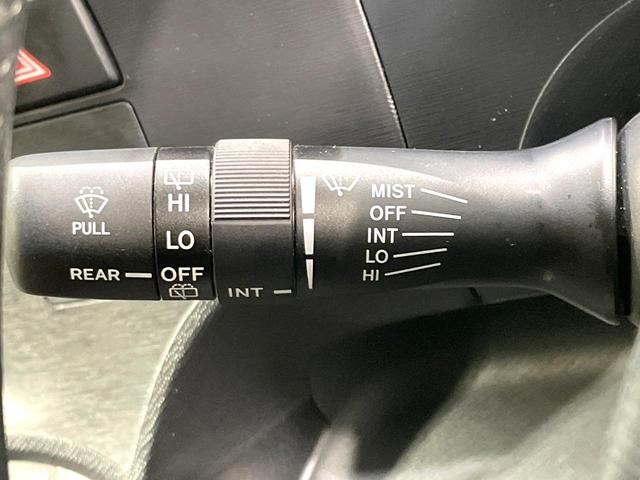 PULL
REAR
HI
LO
OFF
INT
MIST
OFF
INT
LO
HI